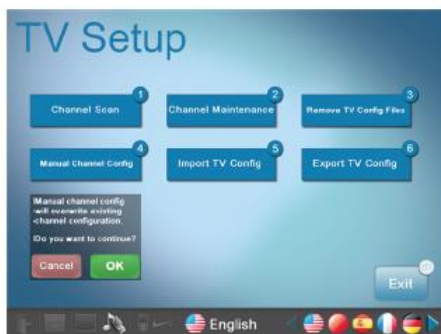 TV Setup
1
Channel Scan
2
Channel Maintenance
3
Remove TV Config Files
4
Manual Channel Config
5
Import TV Config
6
Export TV Config
Manual channel config
will overwrite existing
channel configuration.
Do you want to continue?
Cancel
OK
Exit
English